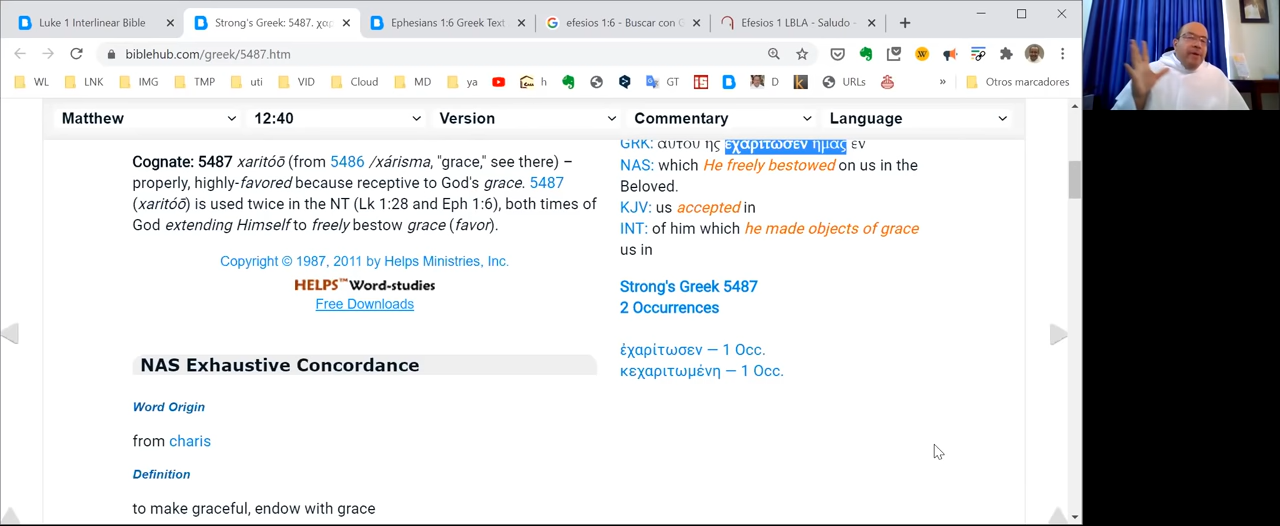 Luke 1 Interlinear Bible
Strong's Greek: 5487. χαρ
Ephesians 1:6 Greek Text
efesios 1:6 - Buscar con G
Efesios 1 LBLA - Saludo -
biblehub.com/greek/5487.htm
WL LNK IMG TMP uti VID Cloud MD ya h GT D URLs » Otros marcadores
Matthew 12:40 Version Commentary Language
Cognate: 5487 xaritóō (from 5486 /xárisma, "grace," see there) –
properly, highly-favored because receptive to God's grace. 5487
(xaritóō) is used twice in the NT (Lk 1:28 and Eph 1:6), both times of
God extending Himself to freely bestow grace (favor).
Copyright © 1987, 2011 by Helps Ministries, Inc.
HELPS™Word-studies
Free Downloads
NAS Exhaustive Concordance
Word Origin
from charis
Definition
to make graceful, endow with grace
GRK: αὐτοῦ ἧς ἐχαρίτωσεν ἡμᾶς ἐν
NAS: which He freely bestowed on us in the
Beloved.
KJV: us accepted in
INT: of him which he made objects of grace
us in
Strong's Greek 5487
2 Occurrences
ἐχαρίτωσεν — 1 Occ.
κεχαριτωμένη — 1 Occ.